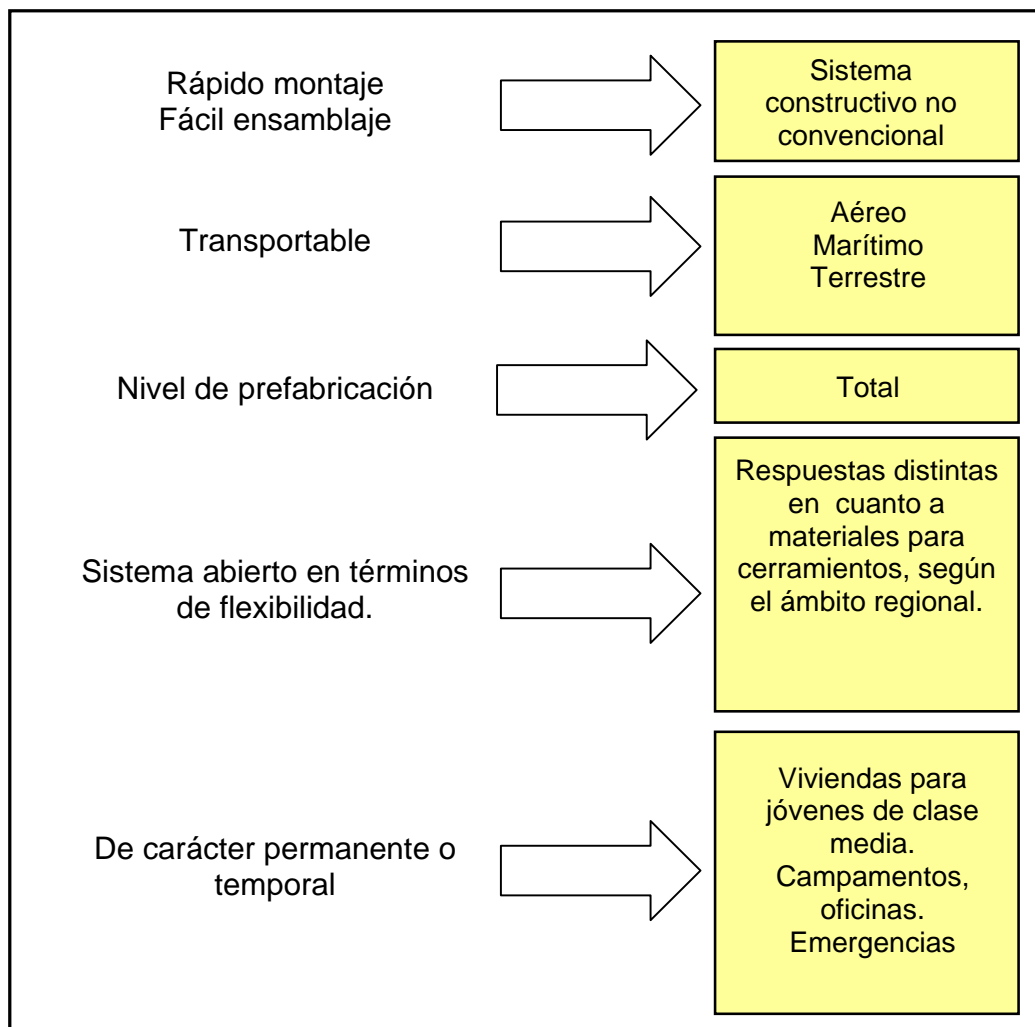 Rápido montaje
Fácil ensamblaje
Sistema
constructivo no
convencional
Transportable
Aéreo
Marítimo
Terrestre
Nivel de prefabricación
Total
Sistema abierto en términos
de flexibilidad.
Respuestas distintas
en cuanto a
materiales para
cerramientos, según
el ámbito regional.
De carácter permanente o
temporal
Viviendas para
jóvenes de clase
media.
Campamentos,
oficinas.
Emergencias